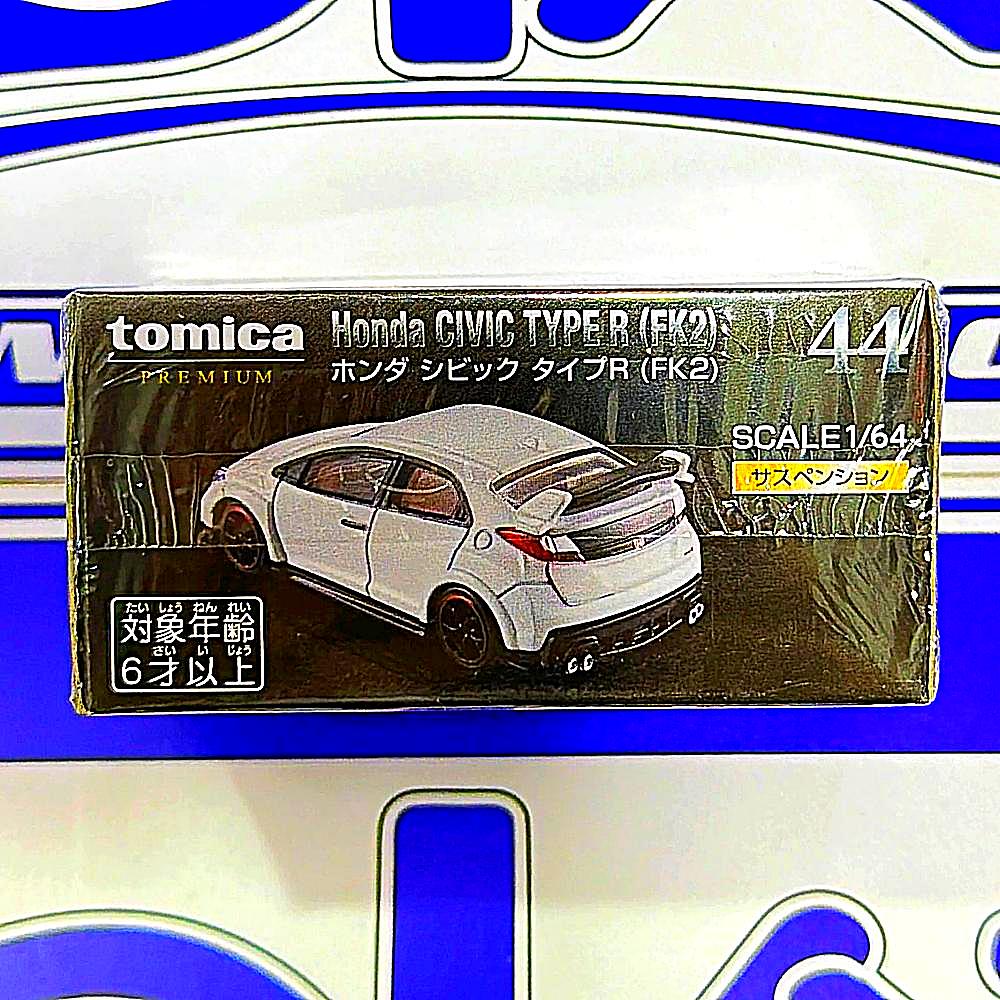 tomica
PREMIUM
Honda CIVIC TYPE R (FK2)
ホンダ シビック タイプR (FK2)
44
SCALE 1/64
サスペンション
たい しょう ねん れい
対象年齢
さい い じょう
6才以上